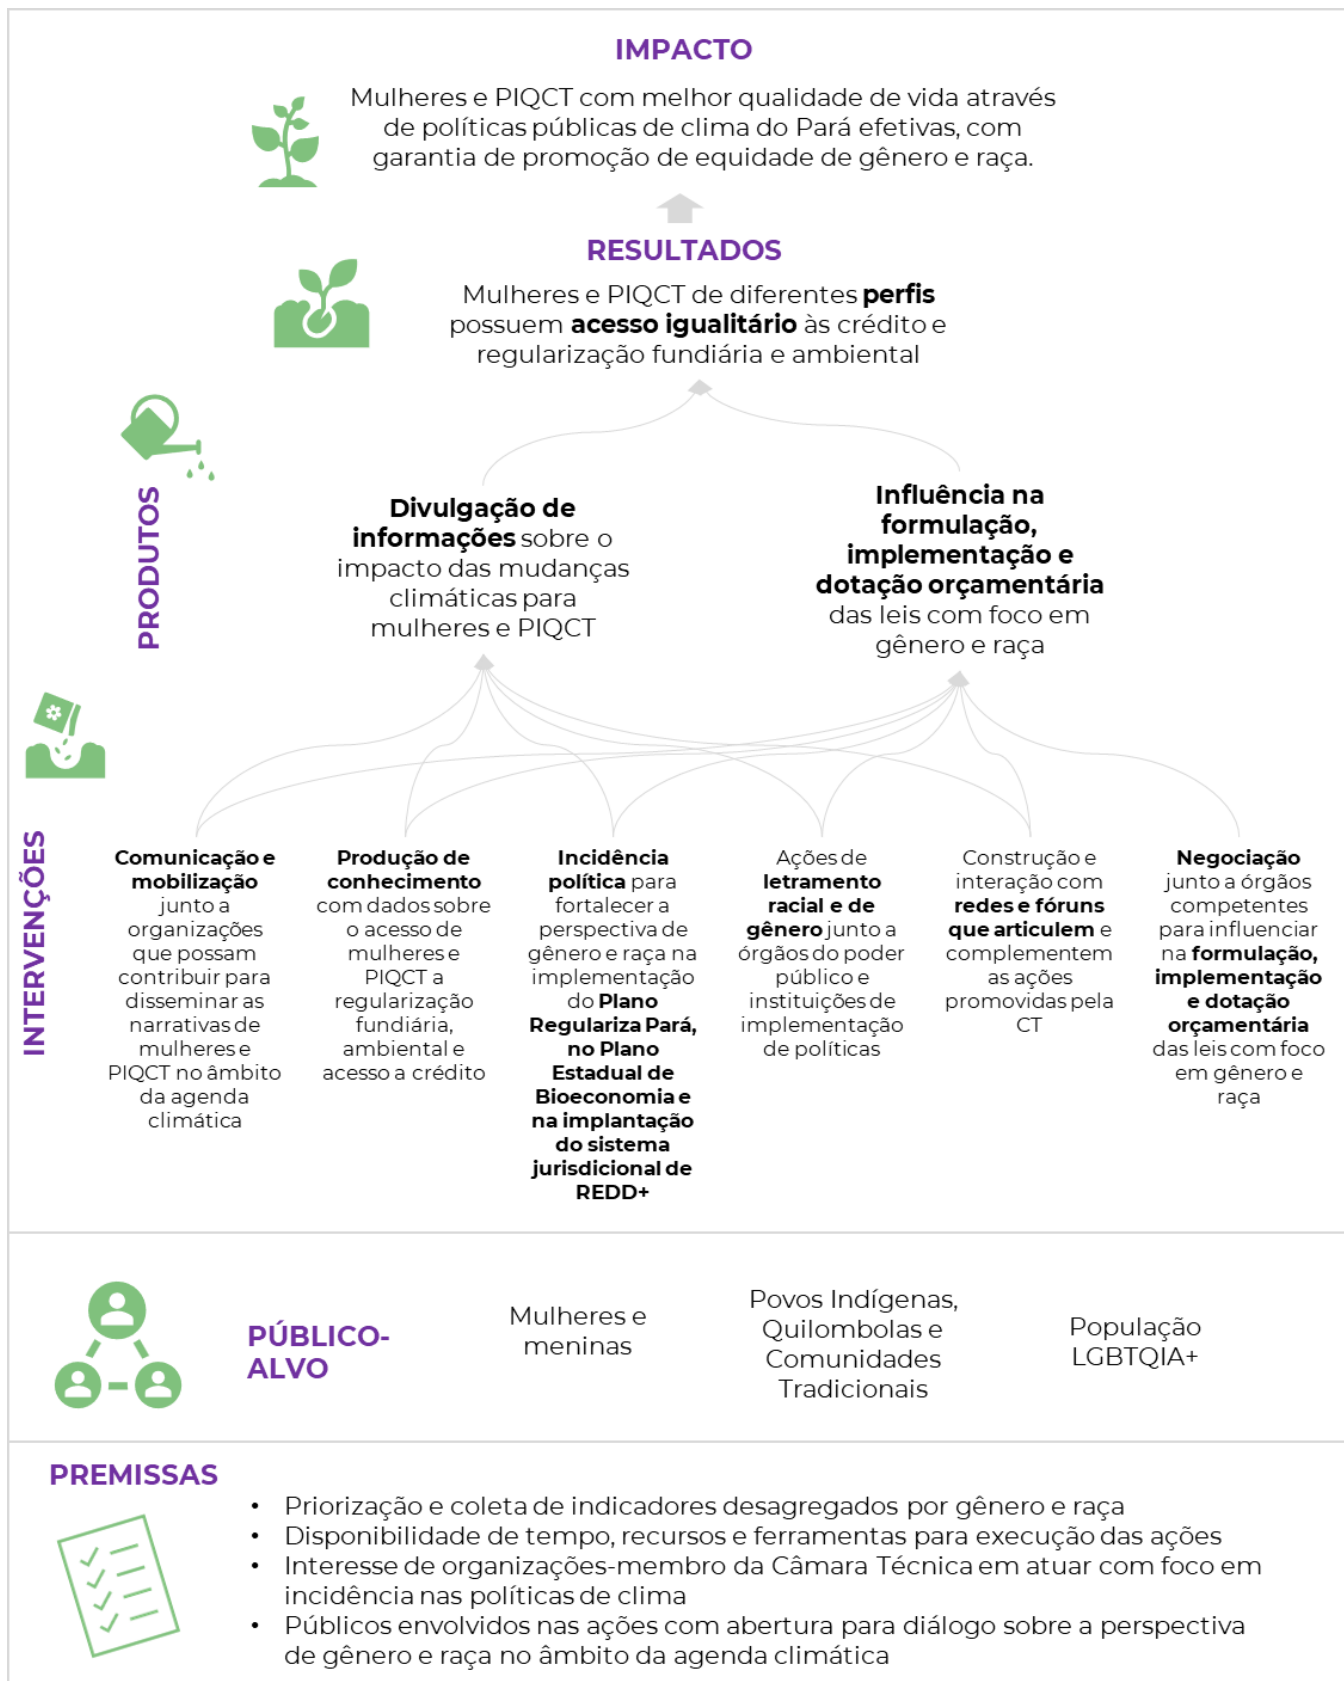 IMPACTO
Mulheres e PIQCT com melhor qualidade de vida através
de políticas públicas de clima do Pará efetivas, com
garantia de promoção de equidade de gênero e raça.
RESULTADOS
Mulheres e PIQCT de diferentes perfis
possuem acesso igualitário às crédito e
regularização fundiária e ambiental
PRODUTOS
Divulgação de
informações sobre o
impacto das mudanças
climáticas para
mulheres e PIQCT
Influência na
formulação,
implementação e
dotação orçamentária
das leis com foco em
gênero e raça
INTERVENÇÕES
Comunicação e
mobilização
junto a
organizações
que possam
contribuir para
disseminar as
narrativas de
mulheres e
PIQCT no âmbito
da agenda
climática
Produção de
conhecimento
com dados sobre
o acesso de
mulheres e
PIQCT a
regularização
fundiária,
ambiental e
acesso a crédito
Incidência
política para
fortalecer a
perspectiva de
gênero e raça na
implementação
do Plano
Regulariza Pará,
no Plano
Estadual de
Bioeconomia e
na implantação
do sistema
jurisdicional de
REDD+
Ações de
letramento
racial e de
gênero junto a
órgãos do poder
público e
instituições de
implementação
de políticas
Construção e
interação com
redes e fóruns
que articulem e
complementem
as ações
promovidas pela
CT
Negociação
junto a órgãos
competentes
para influenciar
na formulação,
implementação
e dotação
orçamentária
das leis com foco
em gênero e
raça
PÚBLICO-
ALVO
Mulheres e
meninas
Povos Indígenas,
Quilombolas e
Comunidades
Tradicionais
População
LGBTQIA+
PREMISSAS
• Priorização e coleta de indicadores desagregados por gênero e raça
• Disponibilidade de tempo, recursos e ferramentas para execução das ações
• Interesse de organizações-membro da Câmara Técnica em atuar com foco em
incidência nas políticas de clima
• Públicos envolvidos nas ações com abertura para diálogo sobre a perspectiva
de gênero e raça no âmbito da agenda climática